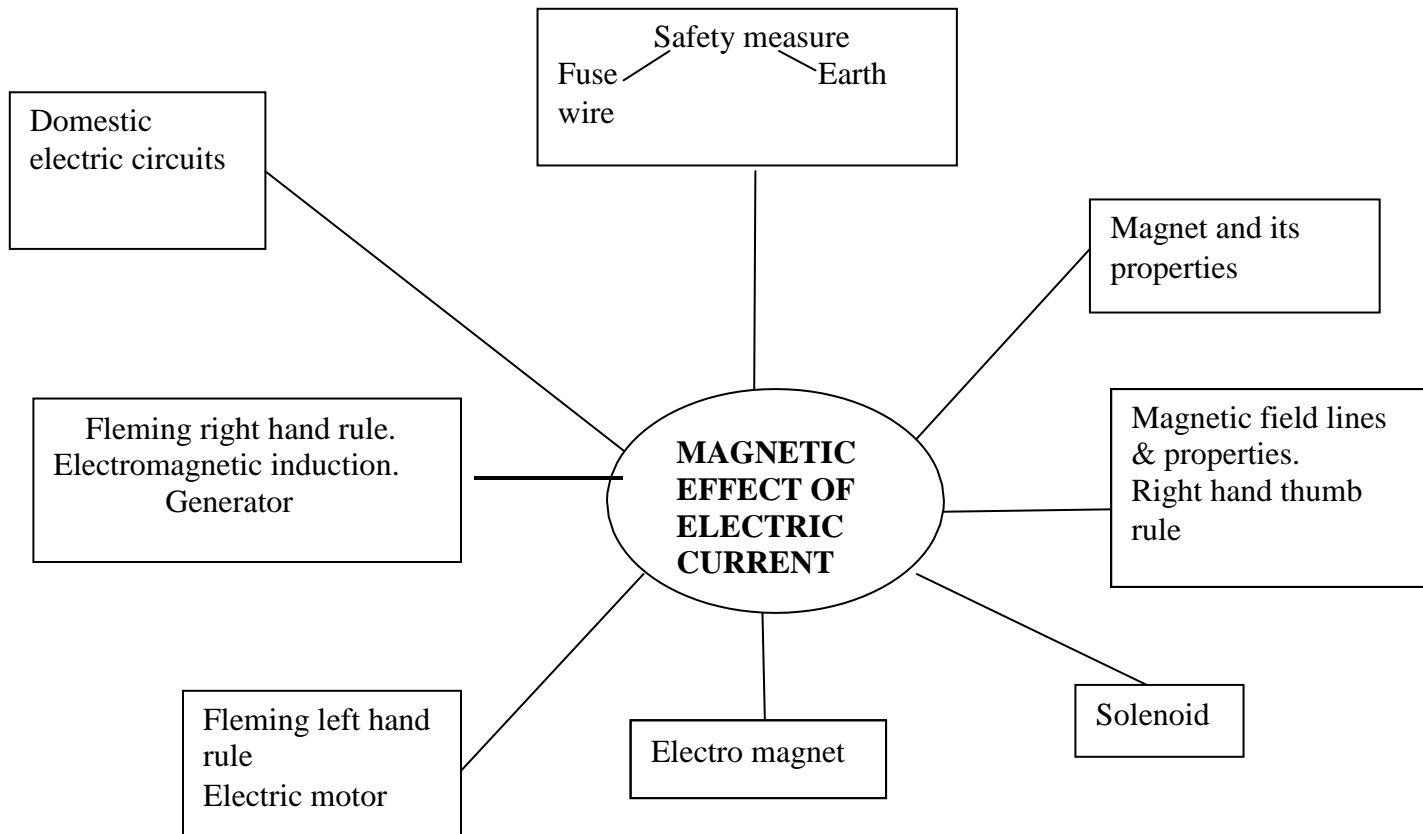 Safety measure
Fuse Earth
wire
Domestic
electric circuits
Magnet and its
properties
Fleming right hand rule.
Electromagnetic induction.
Generator
MAGNETIC
EFFECT OF
ELECTRIC
CURRENT
Magnetic field lines
& properties.
Right hand thumb
rule
Fleming left hand
rule
Electric motor
Electro magnet
Solenoid